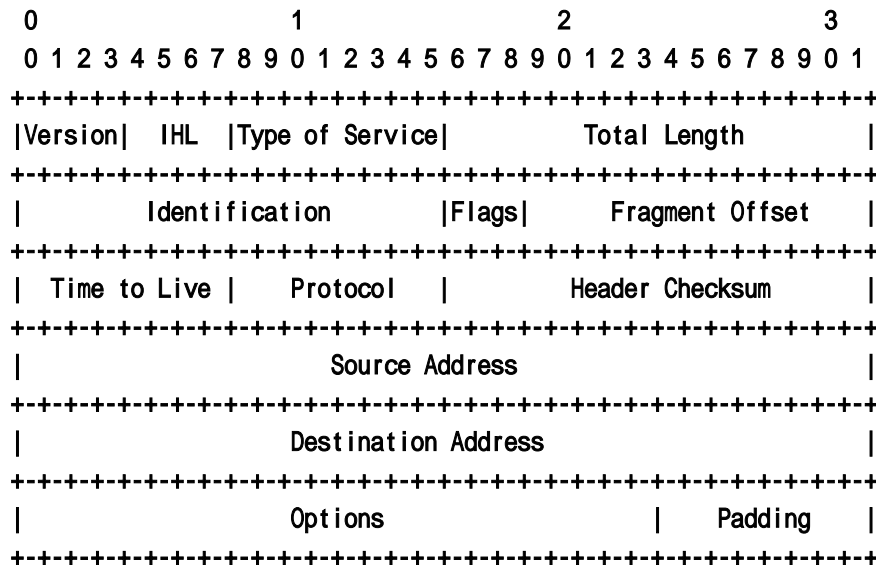 0                   1                   2                   3
 0 1 2 3 4 5 6 7 8 9 0 1 2 3 4 5 6 7 8 9 0 1 2 3 4 5 6 7 8 9 0 1
+-+-+-+-+-+-+-+-+-+-+-+-+-+-+-+-+-+-+-+-+-+-+-+-+-+-+-+-+-+-+-+-+
|Version|  IHL  |Type of Service|          Total Length         |
+-+-+-+-+-+-+-+-+-+-+-+-+-+-+-+-+-+-+-+-+-+-+-+-+-+-+-+-+-+-+-+-+
|         Identification        |Flags|      Fragment Offset    |
+-+-+-+-+-+-+-+-+-+-+-+-+-+-+-+-+-+-+-+-+-+-+-+-+-+-+-+-+-+-+-+-+
|  Time to Live |    Protocol   |         Header Checksum       |
+-+-+-+-+-+-+-+-+-+-+-+-+-+-+-+-+-+-+-+-+-+-+-+-+-+-+-+-+-+-+-+-+
|                       Source Address                          |
+-+-+-+-+-+-+-+-+-+-+-+-+-+-+-+-+-+-+-+-+-+-+-+-+-+-+-+-+-+-+-+-+
|                    Destination Address                        |
+-+-+-+-+-+-+-+-+-+-+-+-+-+-+-+-+-+-+-+-+-+-+-+-+-+-+-+-+-+-+-+-+
|                    Options                    |    Padding    |
+-+-+-+-+-+-+-+-+-+-+-+-+-+-+-+-+-+-+-+-+-+-+-+-+-+-+-+-+-+-+-+-+